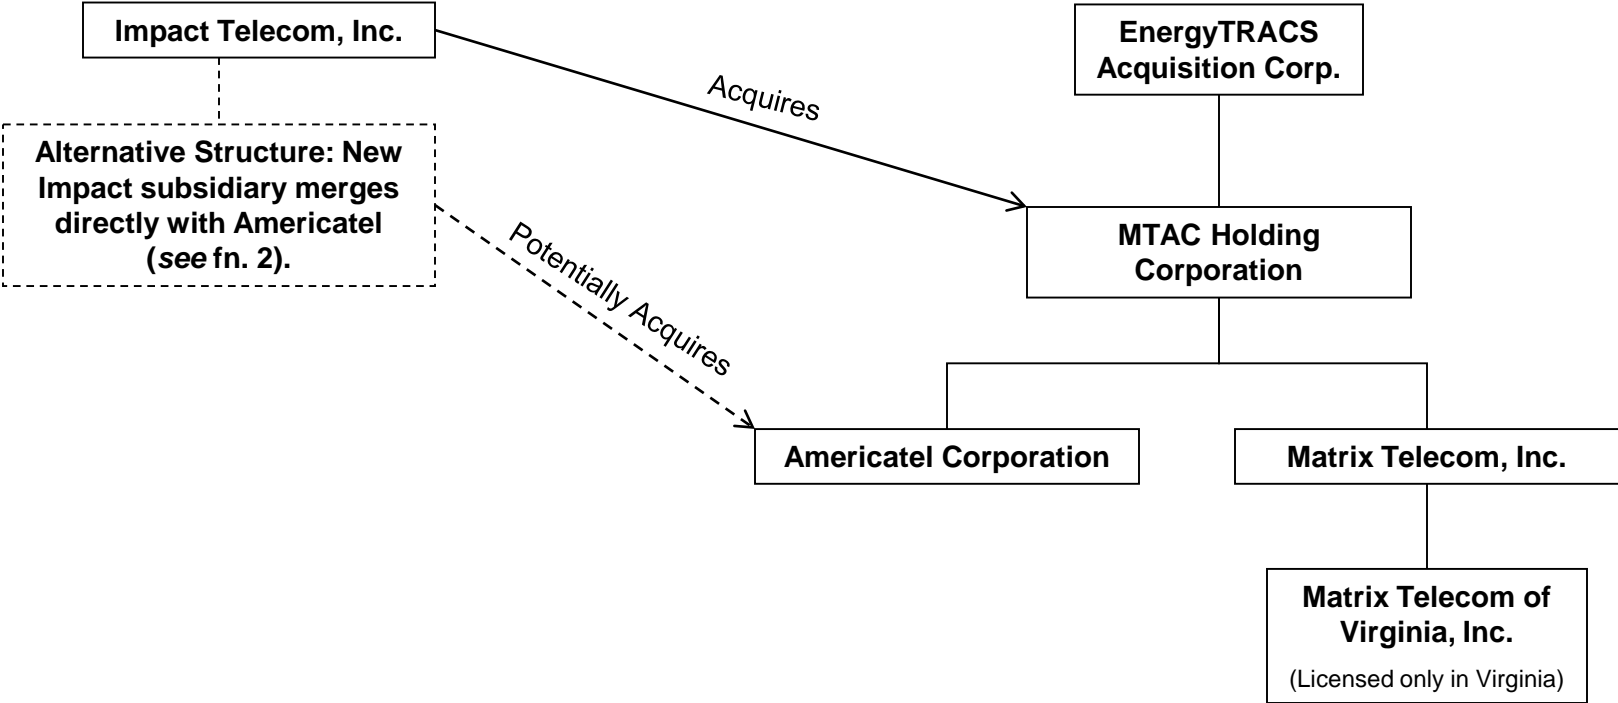 Impact Telecom, Inc.
EnergyTRACS
Acquisition Corp.
Acquires
Alternative Structure: New
Impact subsidiary merges
directly with Americatel
(see fn. 2).
MTAC Holding
Corporation
Potentially Acquires
Americatel Corporation
Matrix Telecom, Inc.
Matrix Telecom of
Virginia, Inc.
(Licensed only in Virginia)